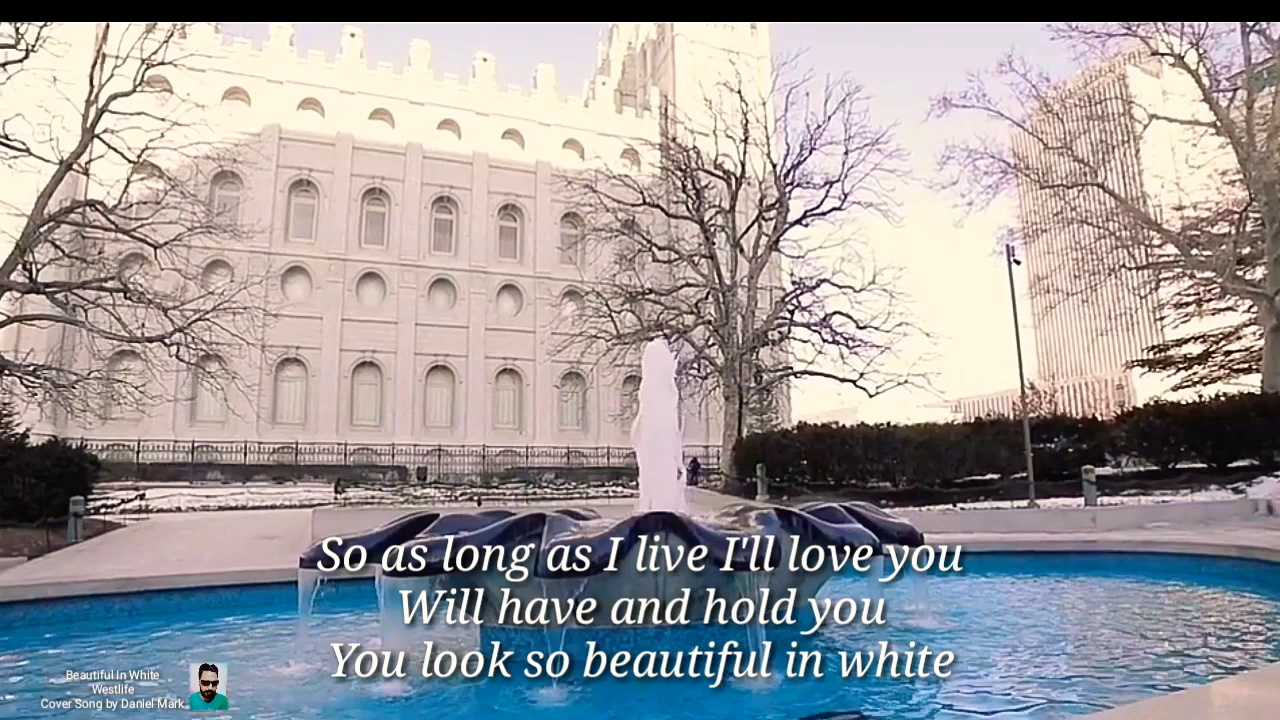 So as long as I live I'll love you
Will have and hold you
You look so beautiful in white
Beautiful In White
Westlife
Cover Song by Daniel Mark